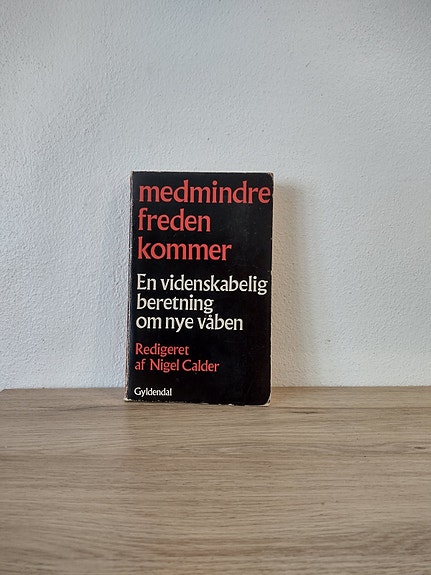 medmindre
freden
kommer
En videnskabelig
beretning
om nye våben
Redigeret
af Nigel Calder
Gyldendal